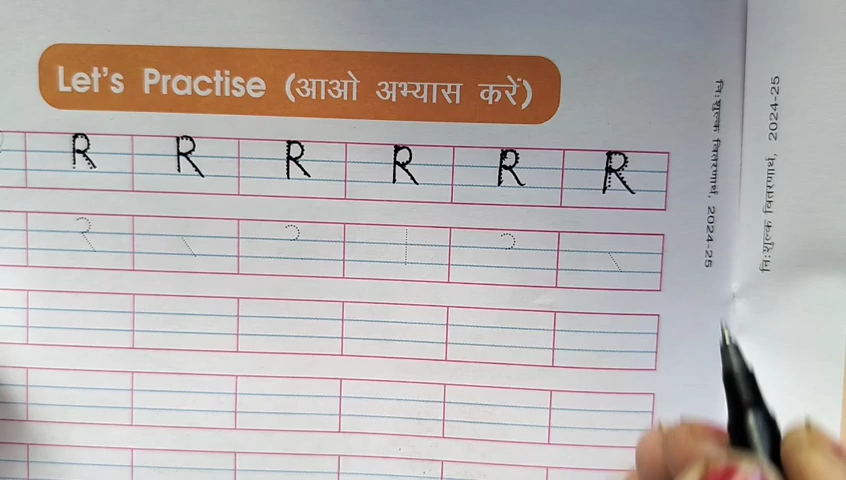 Let's Practise (आओ अभ्यास करें)
R R R R R R
निःशुल्क वितरणार्थ, 2024-25
निःशुल्क वितरणार्थ, 2024-25